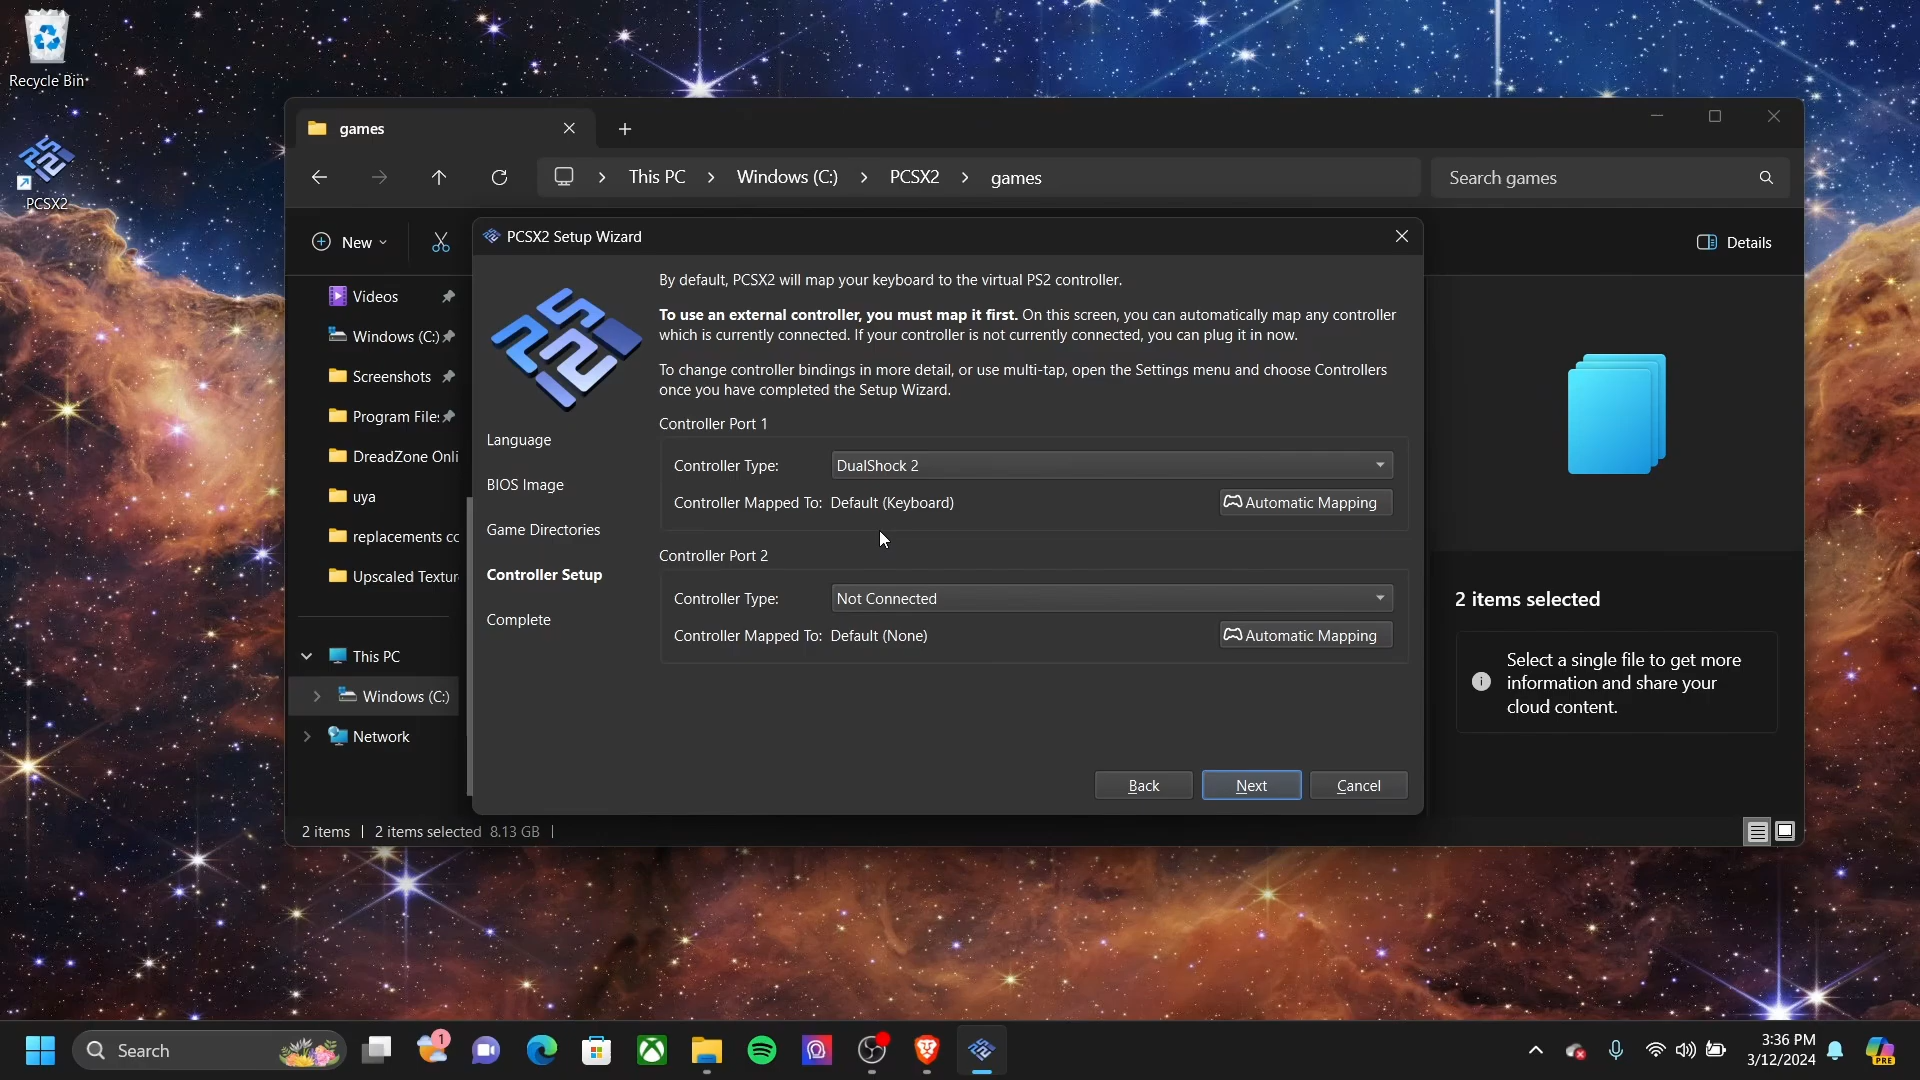 Recycle Bin
PCSX2
games
This PC
Windows (C:)
PCSX2
games
Search games
New
Details
PCSX2 Setup Wizard
Videos
Windows (C:)
Screenshots
Program File
DreadZone Onli
uya
replacements cc
Upscaled Textur
This PC
Windows (C:)
Network
By default, PCSX2 will map your keyboard to the virtual PS2 controller.
To use an external controller, you must map it first. On this screen, you can automatically map any controller
which is currently connected. If your controller is not currently connected, you can plug it in now.
To change controller bindings in more detail, or use multi-tap, open the Settings menu and choose Controllers
once you have completed the Setup Wizard.
Language
BIOS Image
Game Directories
Controller Setup
Complete
Controller Port 1
Controller Type: DualShock 2
Controller Mapped To: Default (Keyboard) Automatic Mapping
Controller Port 2
Controller Type: Not Connected
Controller Mapped To: Default (None) Automatic Mapping
Back Next Cancel
2 items selected
Select a single file to get more
information and share your
cloud content.
2 items | 2 items selected 8.13 GB |
Search
1
3:36 PM
3/12/2024
PRE